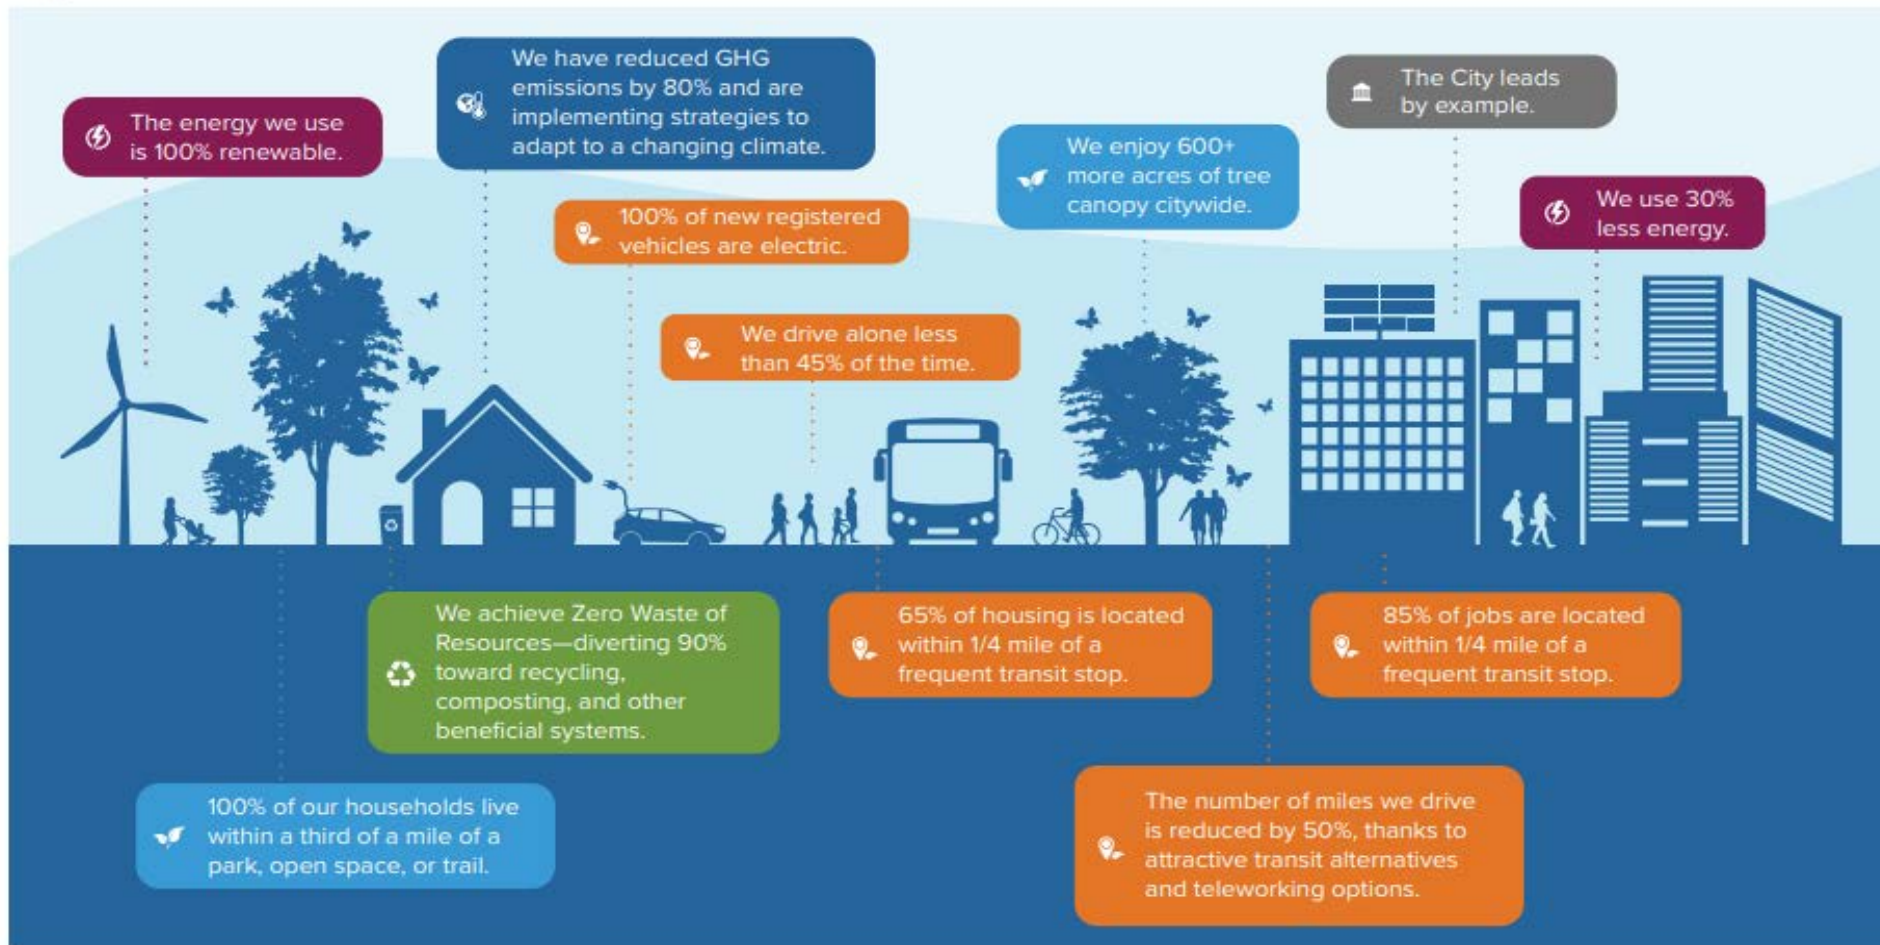 The energy we use
is 100% renewable.
We have reduced GHG
emissions by 80% and are
implementing strategies to
adapt to a changing climate.
100% of new registered
vehicles are electric.
We drive alone less
than 45% of the time.
We enjoy 600+
more acres of tree
canopy citywide.
The City leads
by example.
We use 30%
less energy.
We achieve Zero Waste of
Resources—diverting 90%
toward recycling,
composting, and other
beneficial systems.
65% of housing is located
within 1/4 mile of a
frequent transit stop.
85% of jobs are located
within 1/4 mile of a
frequent transit stop.
100% of our households live
within a third of a mile of a
park, open space, or trail.
The number of miles we drive
is reduced by 50%, thanks to
attractive transit alternatives
and teleworking options.